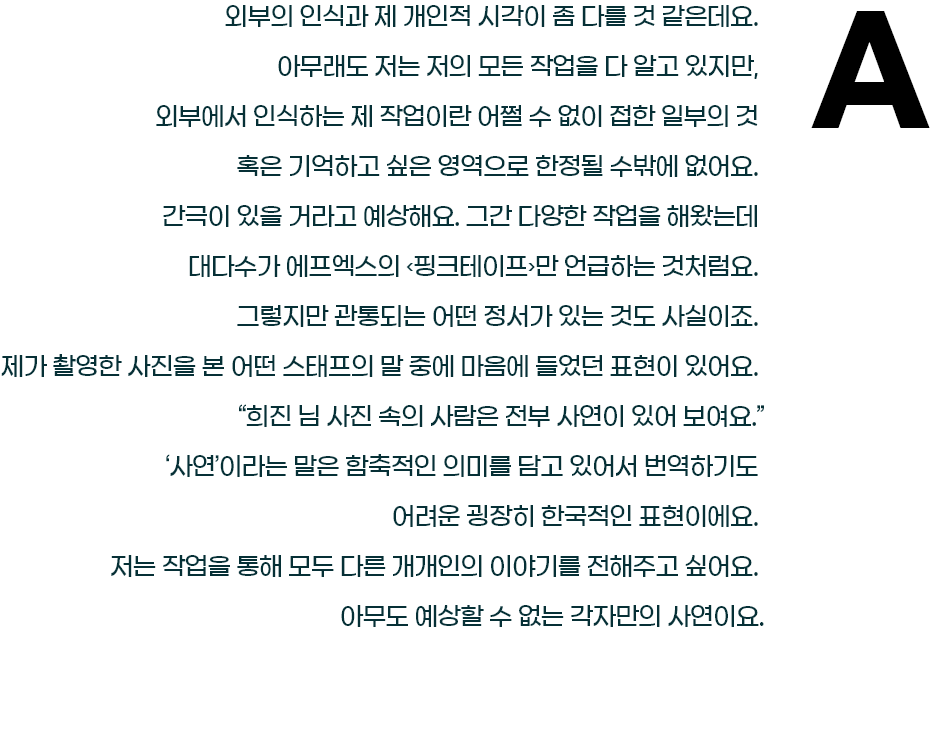 A
외부의 인식과 제 개인적 시각이 좀 다를 것 같은데요.
아무래도 저는 저의 모든 작업을 다 알고 있지만,
외부에서 인식하는 제 작업이란 어쩔 수 없이 접한 일부의 것
혹은 기억하고 싶은 영역으로 한정될 수밖에 없어요.
간극이 있을 거라고 예상해요. 그간 다양한 작업을 해왔는데
대다수가 에프엑스의 ‹핑크테이프›만 언급하는 것처럼요.
그렇지만 관통되는 어떤 정서가 있는 것도 사실이죠.
제가 촬영한 사진을 본 어떤 스태프의 말 중에 마음에 들었던 표현이 있어요.
“희진 님 사진 속의 사람은 전부 사연이 있어 보여요.”
‘사연’이라는 말은 함축적인 의미를 담고 있어서 번역하기도
어려운 굉장히 한국적인 표현이에요.
저는 작업을 통해 모두 다른 개개인의 이야기를 전해주고 싶어요.
아무도 예상할 수 없는 각자만의 사연이요.